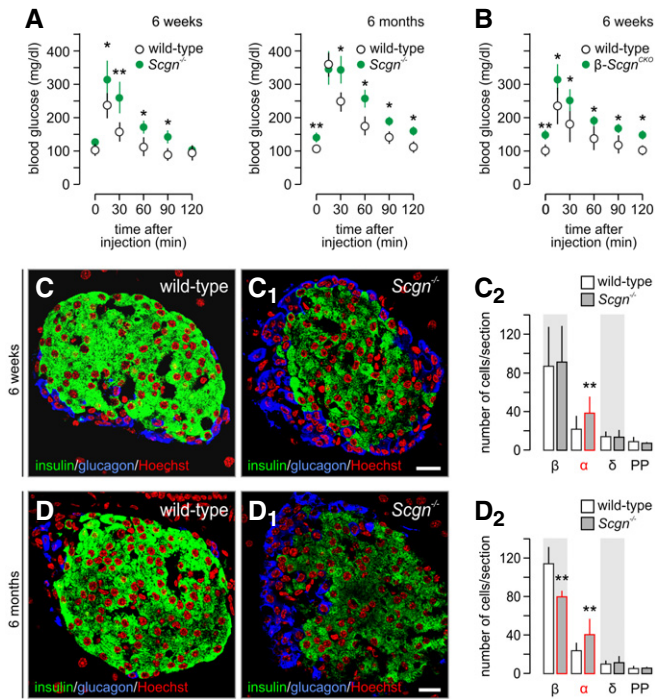 A
6 weeks
6 months
B
6 weeks
blood glucose (mg/dl)
400
300
200
100
wild-type
Scgn-/-
*
**
*
*
0 30 60 90 120
time after
injection (min)
blood glucose (mg/dl)
400
300
200
100
wild-type
Scgn-/-
**
*
*
*
*
0 30 60 90 120
time after
injection (min)
blood glucose (mg/dl)
400
300
200
100
wild-type
β-ScgnCKO
**
*
*
*
*
*
0 30 60 90 120
time after
injection (min)
6 weeks
C wild-type
insulin/glucagon/Hoechst
C1 Scgn-/-
insulin/glucagon/Hoechst
C2
wild-type
Scgn-/-
number of cells/section
120
80
40
0
**
β α δ PP
6 months
D wild-type
insulin/glucagon/Hoechst
D1 Scgn-/-
insulin/glucagon/Hoechst
D2
wild-type
Scgn-/-
number of cells/section
120
80
40
0
**
**
β α δ PP